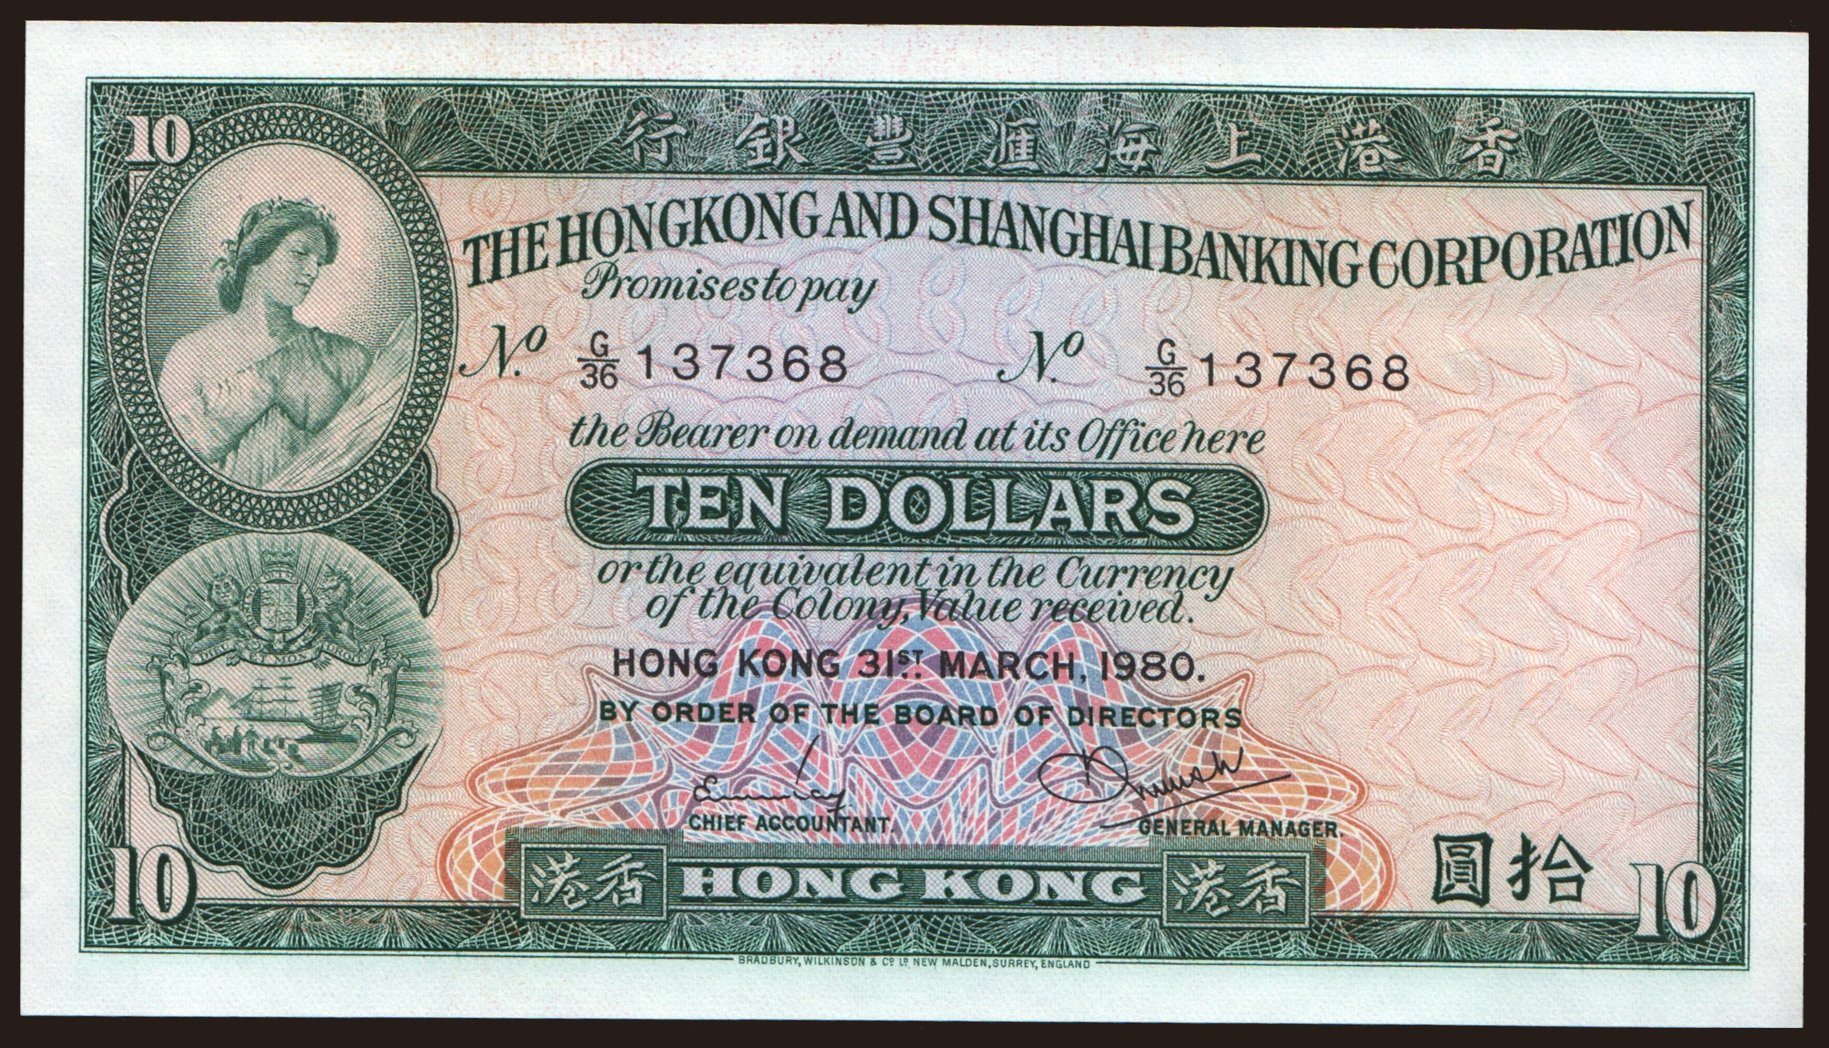 10
行銀豐滙海上港香
THE HONGKONG AND SHANGHAI BANKING CORPORATION
Promises to pay
No. G/36 137368 No. G/36 137368
the Bearer on demand at its Office here
TEN DOLLARS
or the equivalent in the Currency
of the Colony, Value received.
HONG KONG 31ST MARCH, 1980.
BY ORDER OF THE BOARD OF DIRECTORS
CHIEF ACCOUNTANT. GENERAL MANAGER.
10 港香 HONG KONG 港香 圓拾 10
BRADBURY, WILKINSON & Co Ld NEW MALDEN, SURREY, ENGLAND